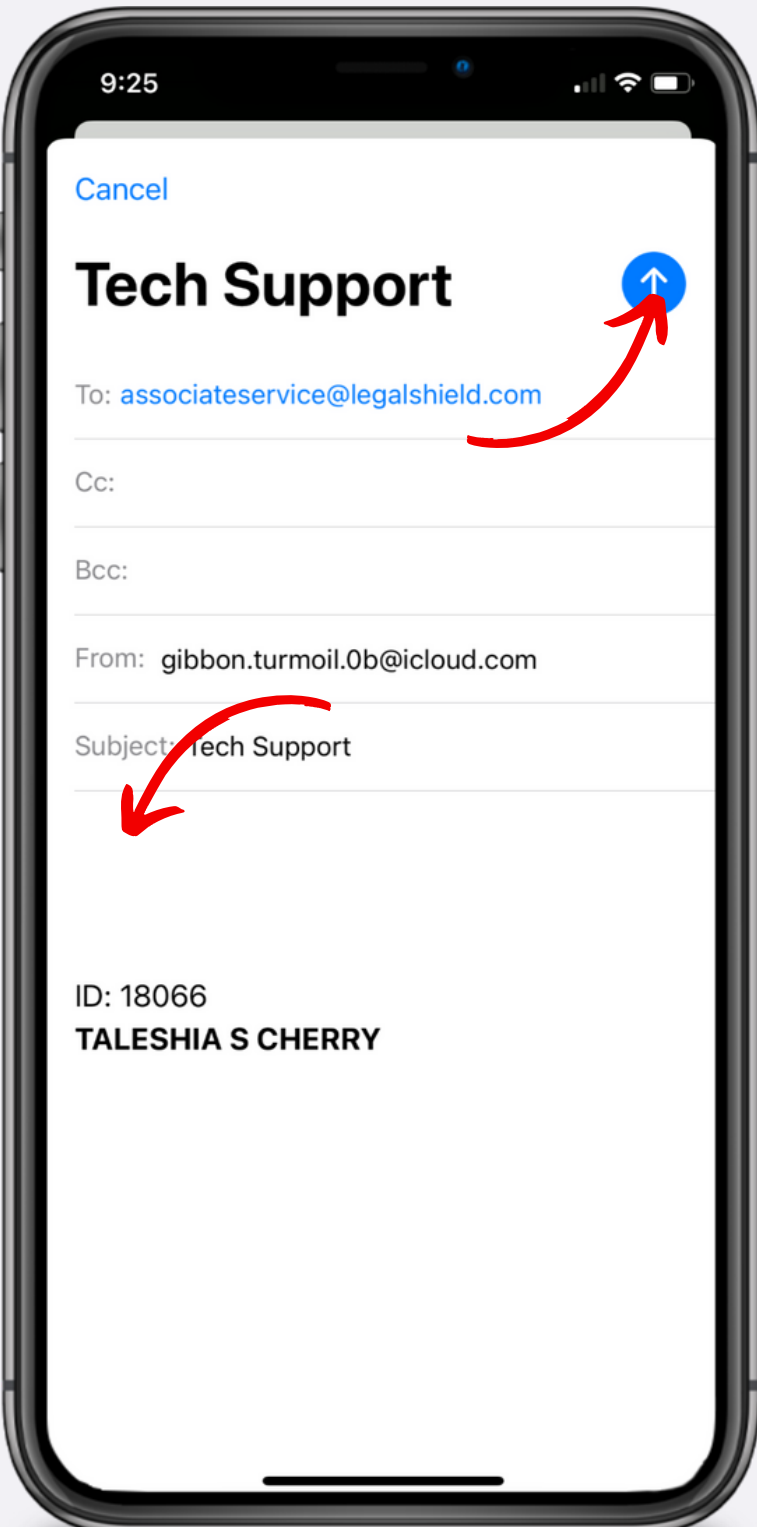 9:25
Cancel
Tech Support
To: associateservice@legalshield.com
Cc:
Bcc:
From: gibbon.turmoil.0b@icloud.com
Subject: Tech Support
ID: 18066
TALESHIA S CHERRY